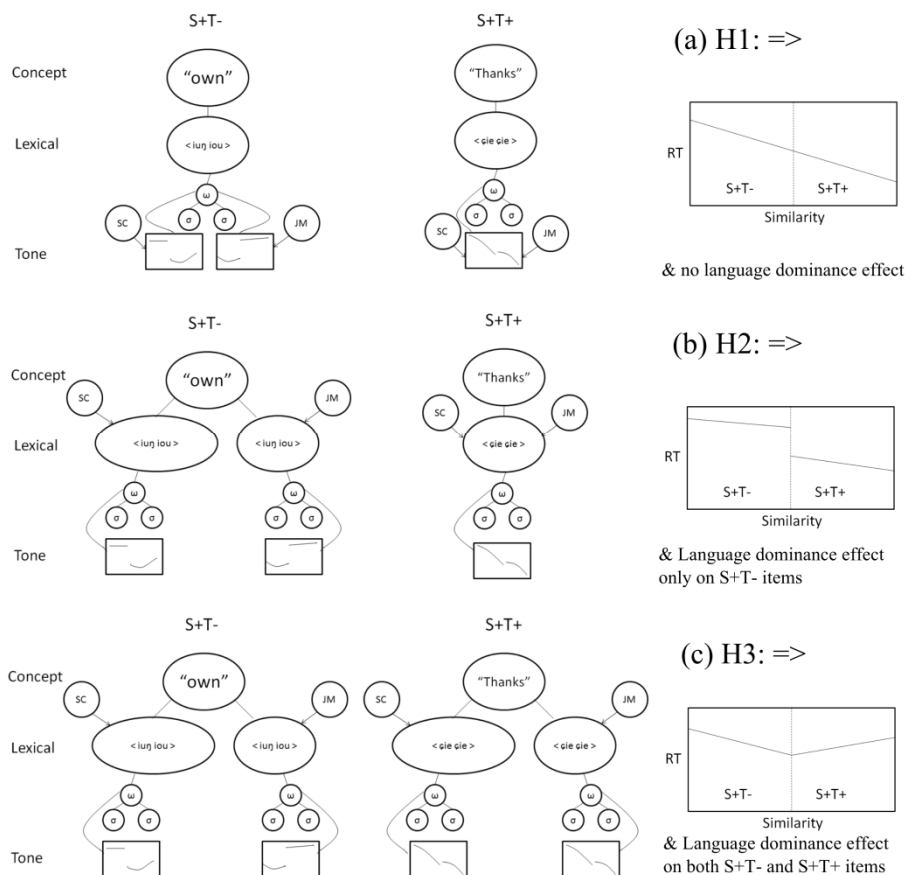 S+T- S+T+
(a) H1: =>
Concept "own" "Thanks"
Lexical < iuŋ iou > < ɕie ɕie >
RT
S+T- S+T+
Similarity
ω ω
σ σ σ σ
SC JM SC JM
Tone
& no language dominance effect
S+T- S+T+
(b) H2: =>
Concept "own" "Thanks"
SC JM SC JM
Lexical < iuŋ iou > < iuŋ iou > < ɕie ɕie >
RT
S+T- S+T+
Similarity
ω ω ω
σ σ σ σ σ σ
Tone
& Language dominance effect
only on S+T- items
S+T- S+T+
(c) H3: =>
Concept "own" "Thanks"
SC JM SC JM
Lexical < iuŋ iou > < iuŋ iou > < ɕie ɕie > < ɕie ɕie >
RT
S+T- S+T+
Similarity
ω ω ω ω
σ σ σ σ σ σ σ σ
Tone
& Language dominance effect
on both S+T- and S+T+ items